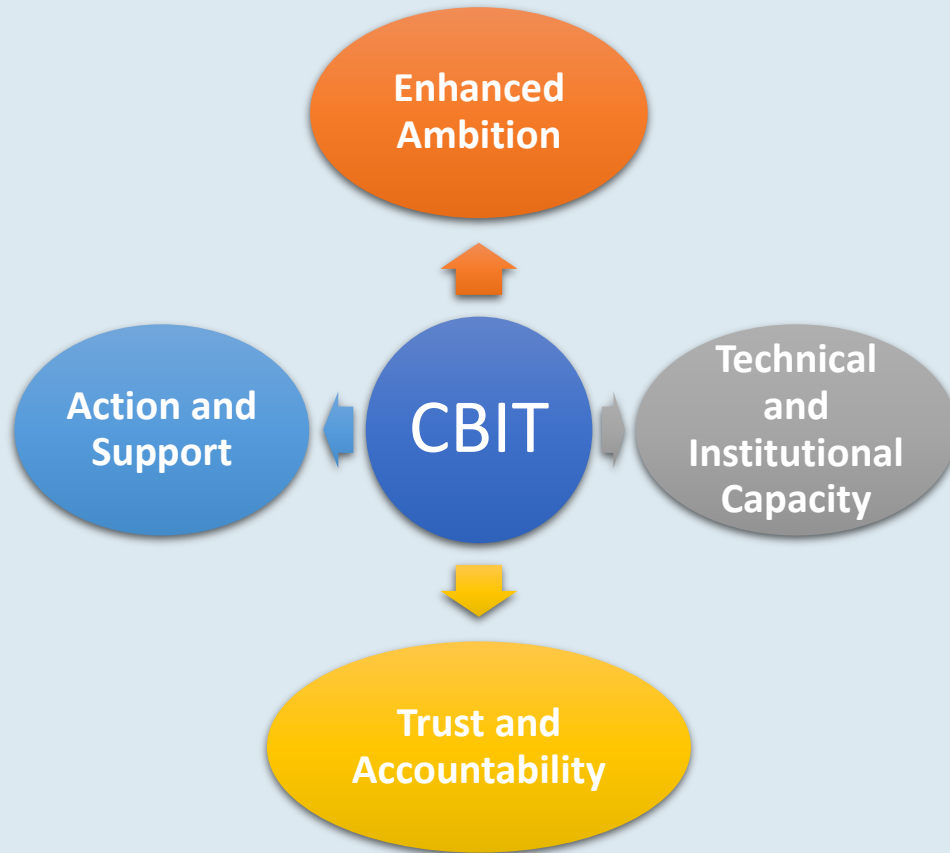 Enhanced
Ambition
Action and
Support
CBIT
Technical
and
Institutional
Capacity
Trust and
Accountability